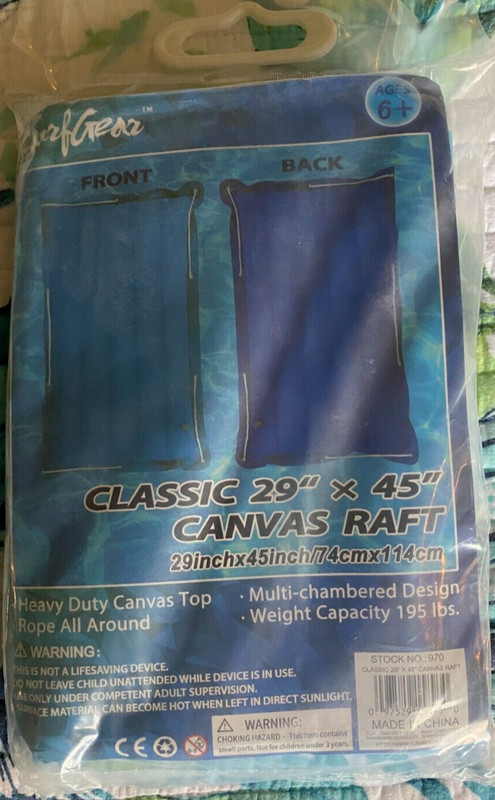 SurfGear™
AGES
6+
FRONT
BACK
CLASSIC 29" × 45"
CANVAS RAFT
29inchx45inch/74cmx114cm
Heavy Duty Canvas Top
Rope All Around
· Multi-chambered Design
· Weight Capacity 195 lbs.
WARNING:
THIS IS NOT A LIFESAVING DEVICE.
DO NOT LEAVE CHILD UNATTENDED WHILE DEVICE IS IN USE.
USE ONLY UNDER COMPETENT ADULT SUPERVISION.
SURFACE MATERIAL CAN BECOME HOT WHEN LEFT IN DIRECT SUNLIGHT.
CE
WARNING:
CHOKING HAZARD - This item contains
small parts. Not for children under 3 years.
STOCK NO.: 970
CLASSIC 29" X 45" CANVAS RAFT
MADE IN CHINA